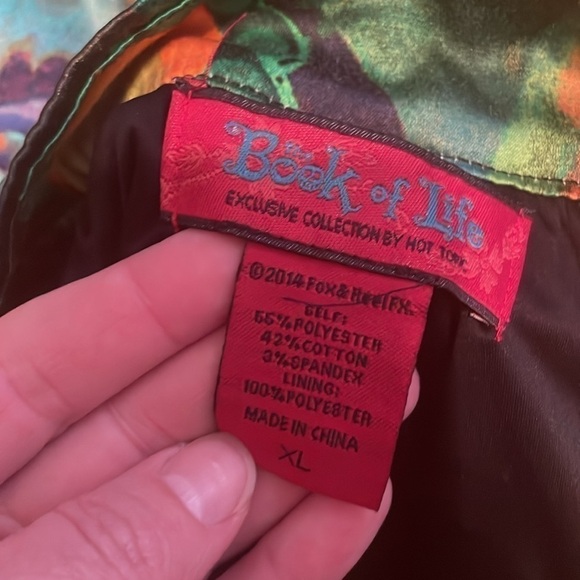 The
Book of Life
EXCLUSIVE COLLECTION BY HOT TOPIC
©2014 Fox & ReelFX.
SELF:
55%POLYESTER
42%COTTON
3%SPANDEX
LINING:
100%POLYESTER
MADE IN CHINA
XL